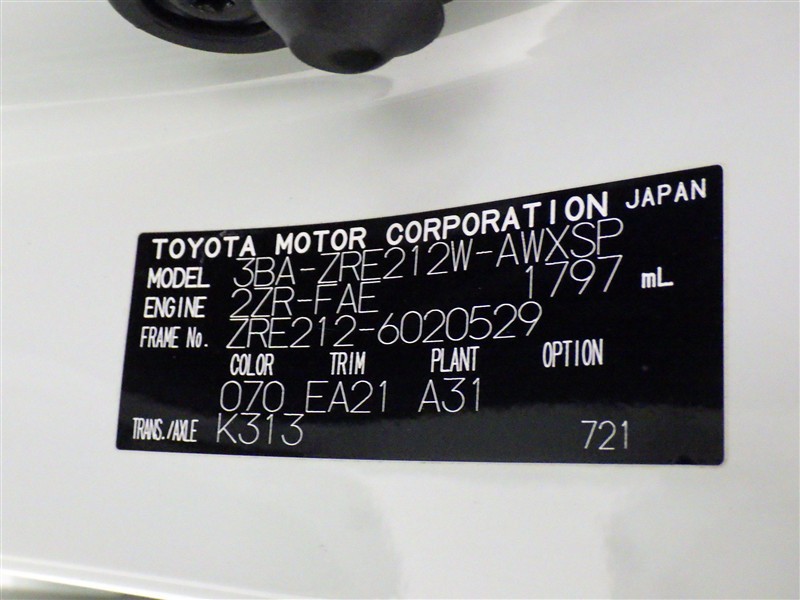 TOYOTA MOTOR CORPORATION JAPAN
MODEL 3BA-ZRE212W-AWXSP
ENGINE 2ZR-FAE 1797 mL
FRAME No. ZRE212-6020529
COLOR TRIM PLANT OPTION
070 EA21 A31
TRANS./AXLE K313 721